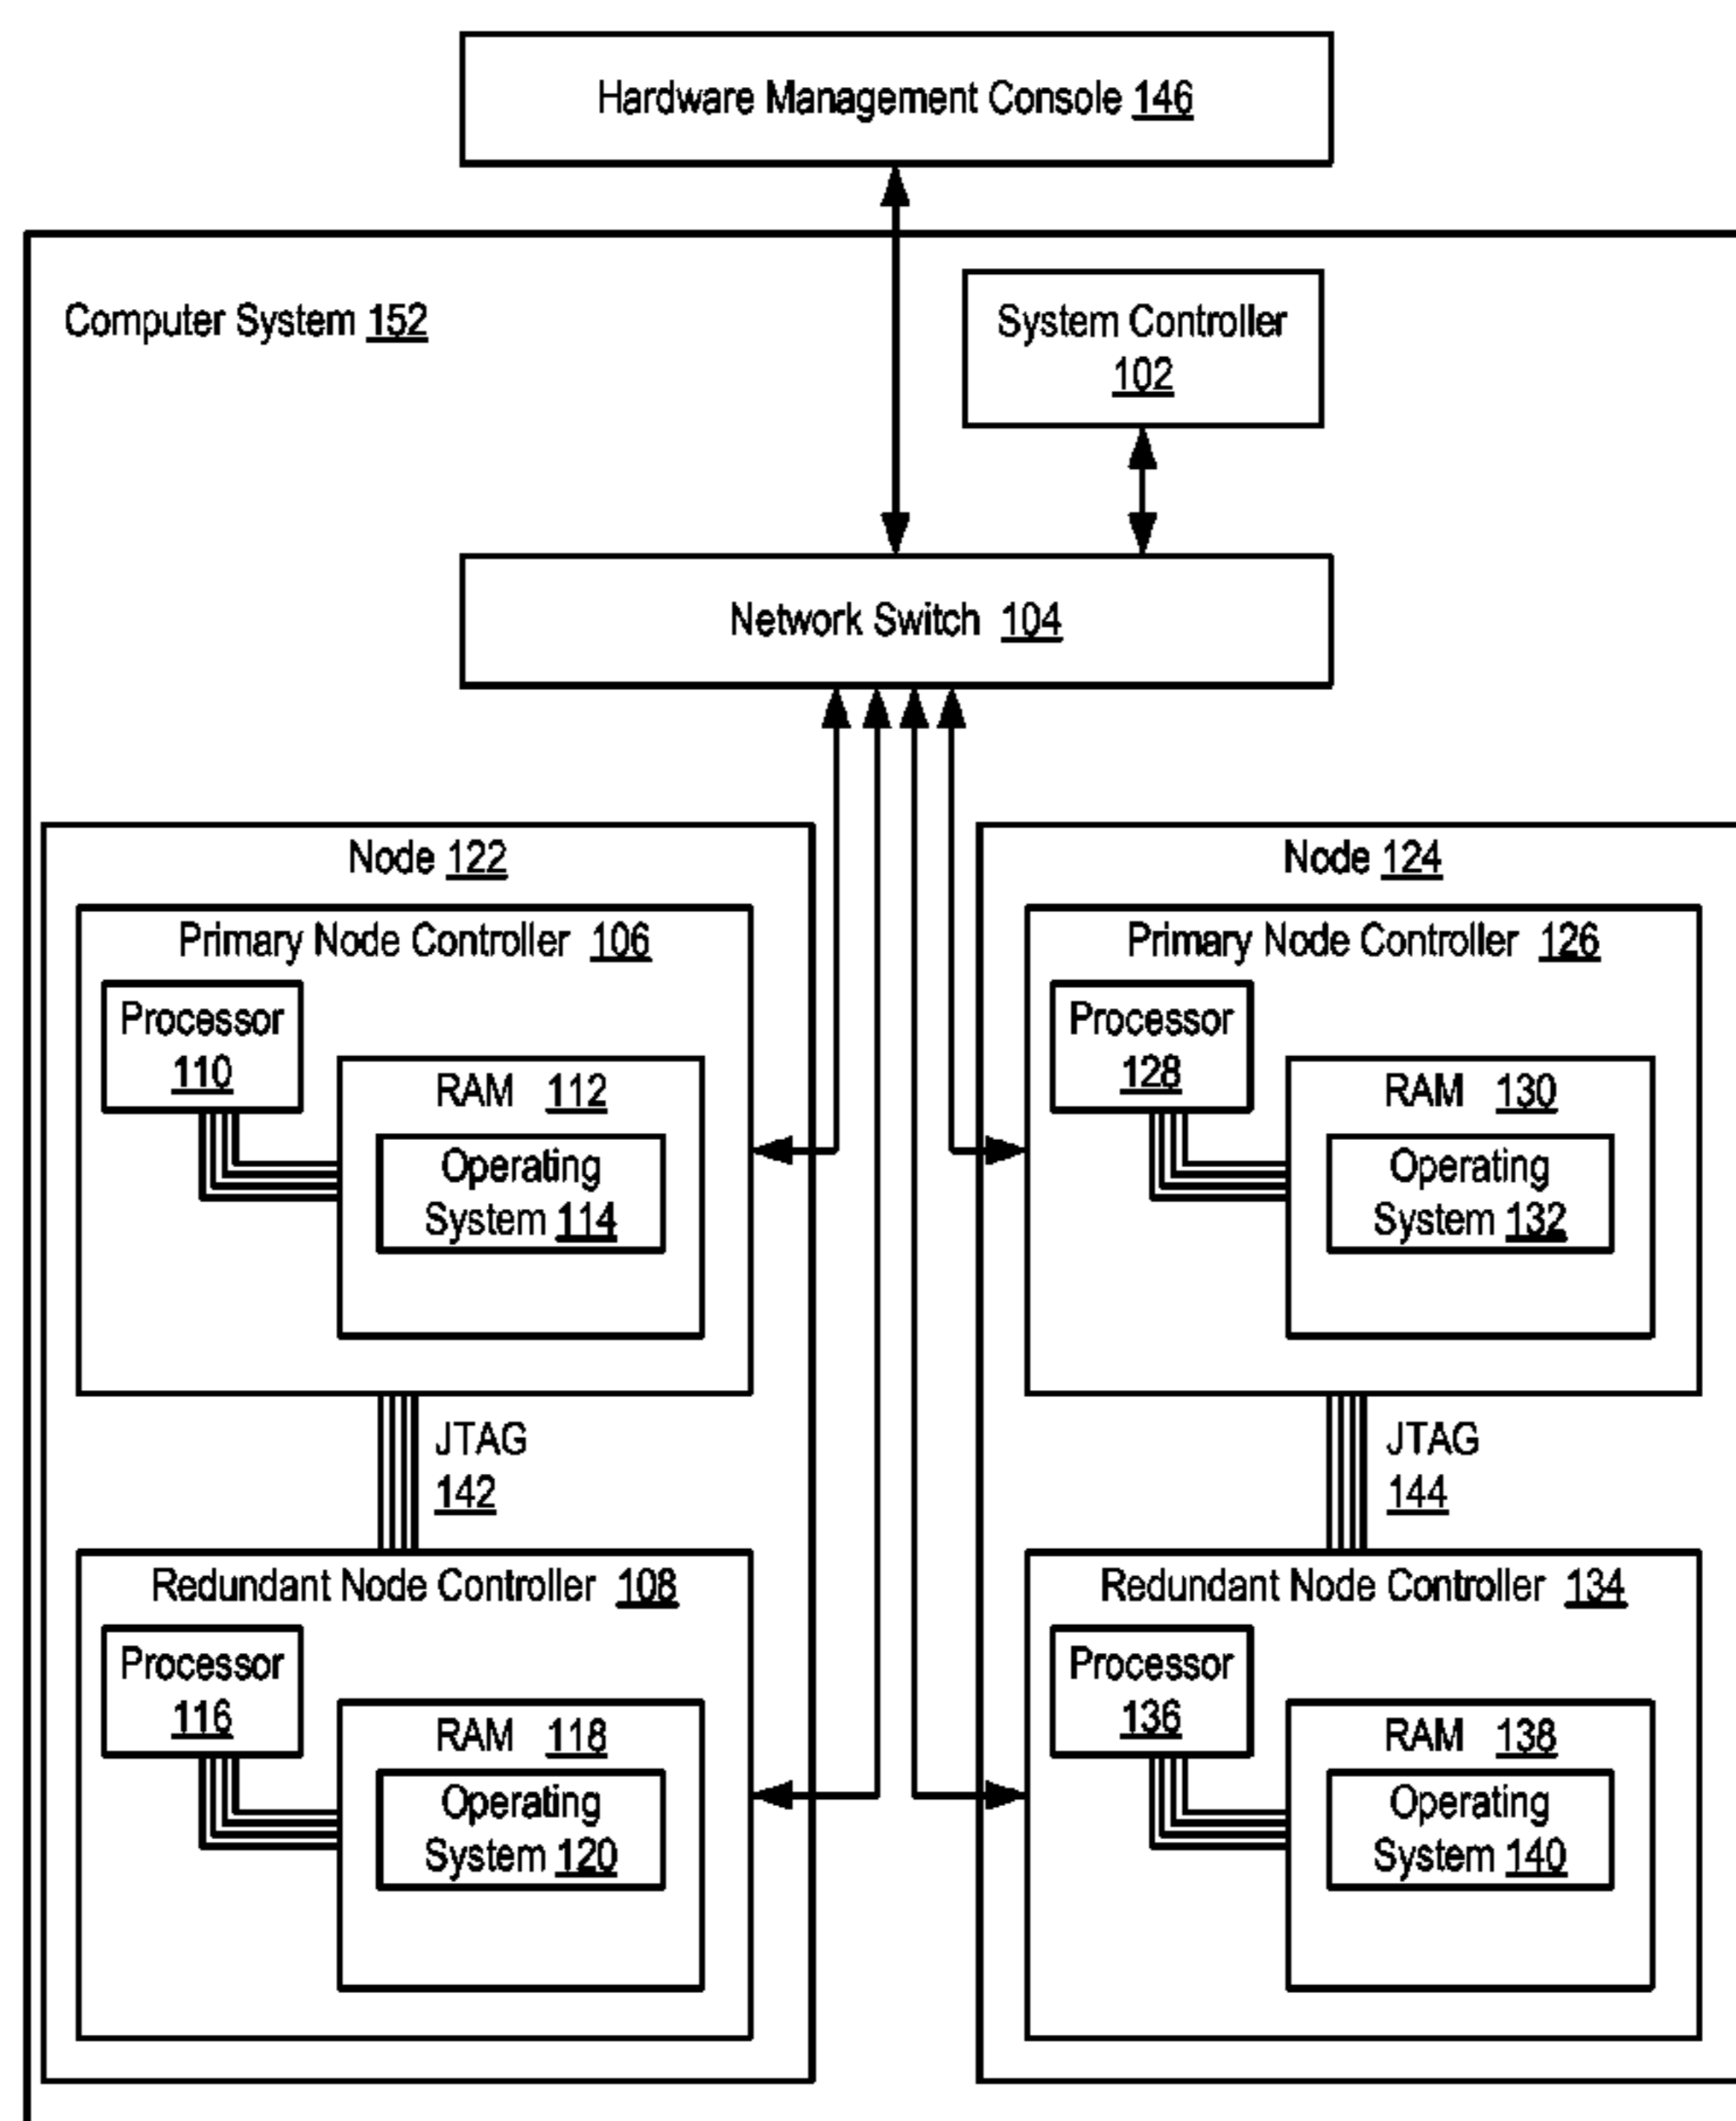 Hardware Management Console 146
Computer System 152
System Controller
102
Network Switch 104
Node 122
Primary Node Controller 106
Processor
110
RAM 112
Operating
System 114
JTAG
142
Redundant Node Controller 108
Processor
116
RAM 118
Operating
System 120
Node 124
Primary Node Controller 126
Processor
128
RAM 130
Operating
System 132
JTAG
144
Redundant Node Controller 134
Processor
136
RAM 138
Operating
System 140